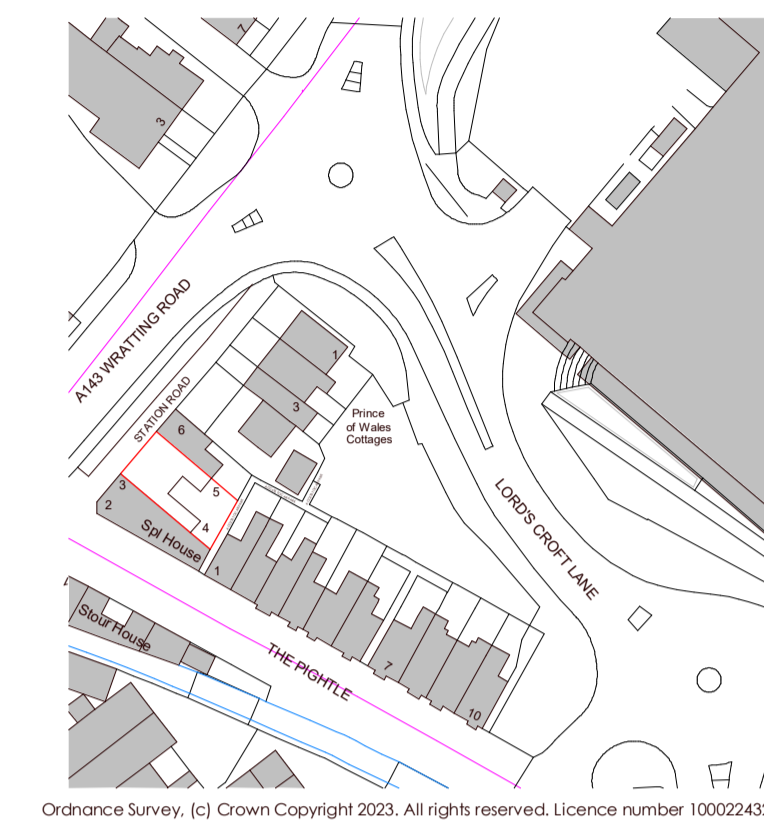 7
3
A143 WRATTING ROAD
STATION ROAD
1
3
Prince
of Wales
Cottages
6
5
3
2
4
Spl House
1
LORD'S CROFT LANE
Stour House
THE PIGHTLE
7
10
Ordnance Survey, (c) Crown Copyright 2023. All rights reserved. Licence number 100022432